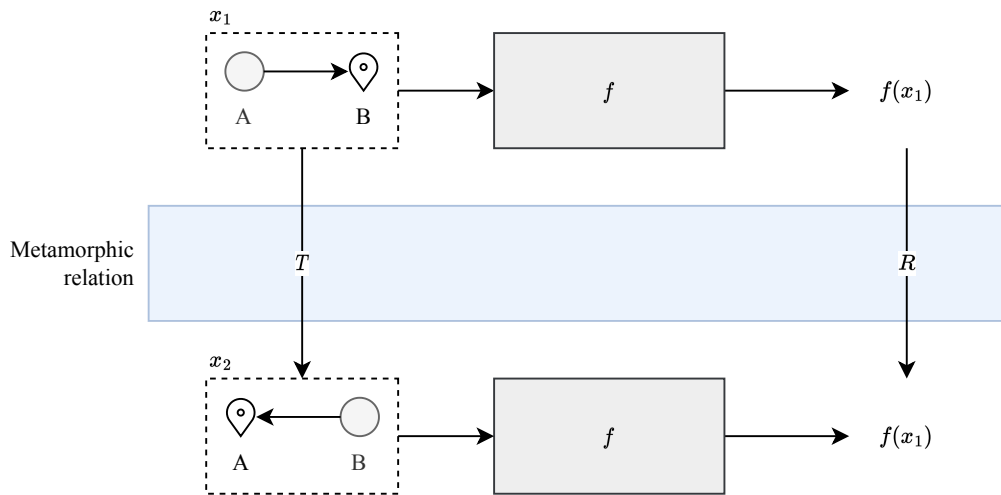 x₁
A
B
f
f(x₁)
Metamorphic
relation
T
R
x₂
A
B
f
f(x₁)